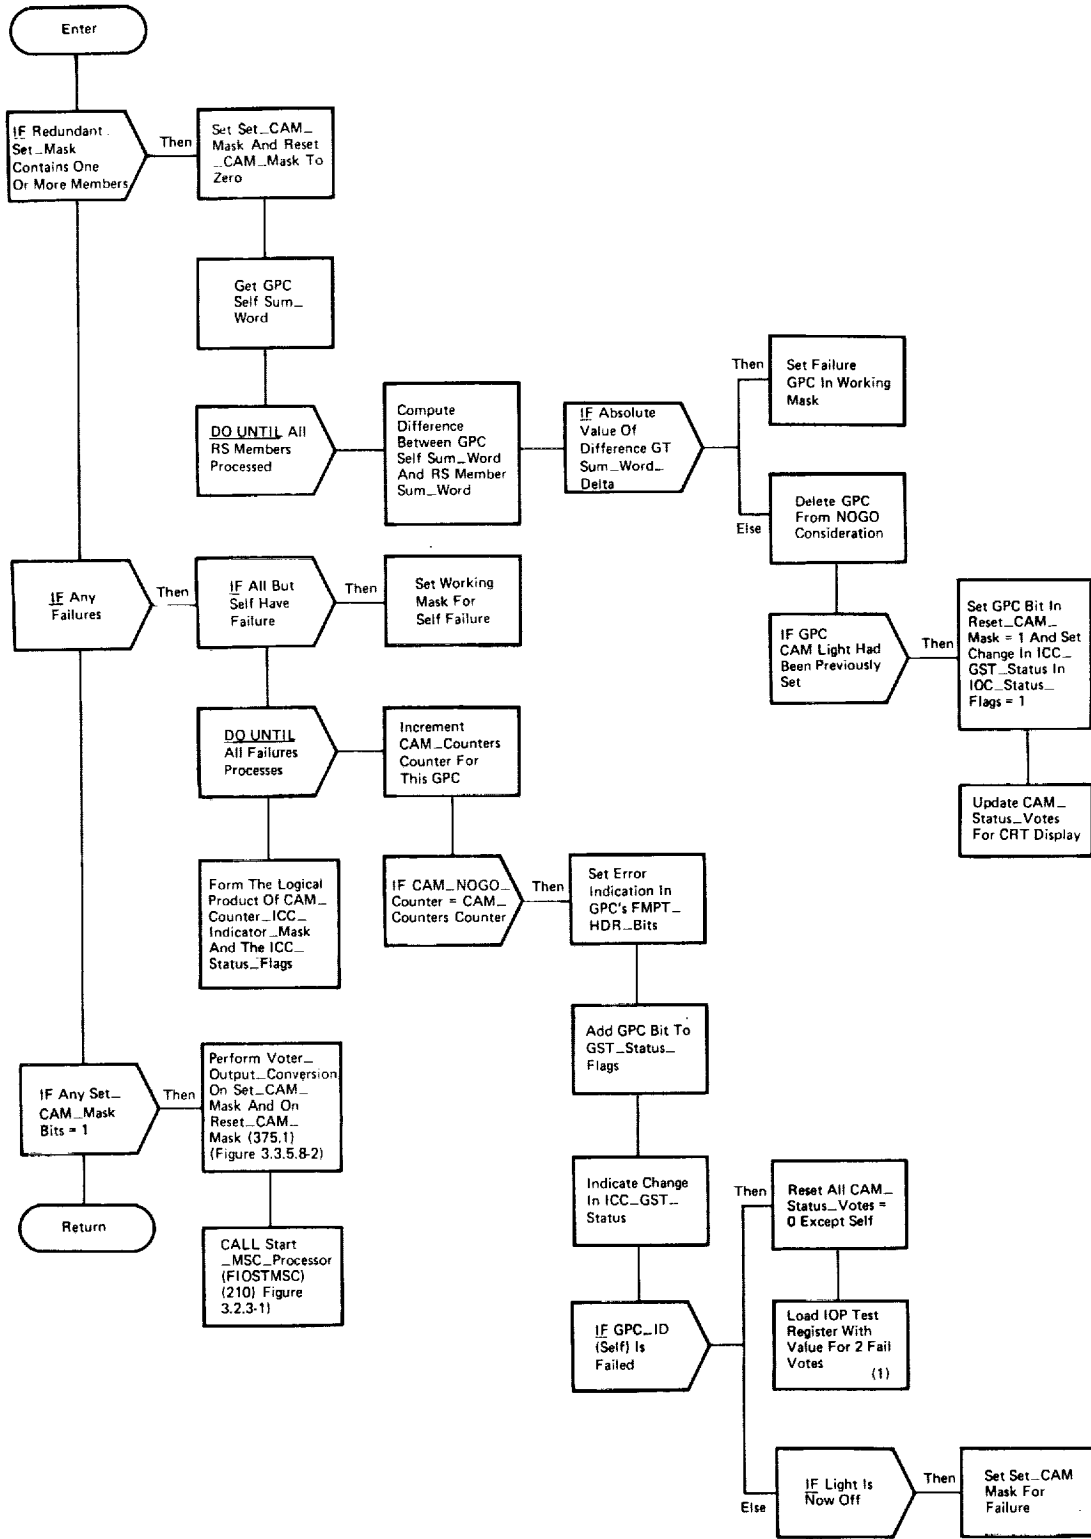 Enter
IF Redundant
Set_Mask
Contains One
Or More Members
Then
Set Set_CAM_
Mask And Reset
_CAM_Mask To
Zero
Get GPC
Self Sum_
Word
DO UNTIL All
RS Members
Processed
Compute
Difference
Between GPC
Self Sum_Word
And RS Member
Sum_Word
IF Absolute
Value Of
Difference GT
Sum_Word_
Delta
Then
Set Failure
GPC In Working
Mask
Else
Delete GPC
From NOGO
Consideration
IF GPC
CAM Light Had
Been Previously
Set
Then
Set GPC Bit In
Reset_CAM_
Mask = 1 And Set
Change In ICC_
GST_Status In
IOC_Status_
Flags = 1
Update CAM_
Status_Votes
For CRT Display
IF Any
Failures
Then
IF All But
Self Have
Failure
Then
Set Working
Mask For
Self Failure
DO UNTIL
All Failures
Processes
Increment
CAM_Counters
Counter For
This GPC
Form The Logical
Product Of CAM_
Counter_ICC_
Indicator_Mask
And The ICC_
Status_Flags
IF CAM_NOGO_
Counter = CAM_
Counters Counter
Then
Set Error
Indication In
GPC's FMPT_
HDR_Bits
Add GPC Bit To
GST_Status_
Flags
Indicate Change
In ICC_GST_
Status
IF GPC_ID
(Self) Is
Failed
Then
Reset All CAM_
Status_Votes =
0 Except Self
Load IOP Test
Register With
Value For 2 Fail
Votes
(1)
Else
IF Light Is
Now Off
Then
Set Set_CAM
Mask For
Failure
IF Any Set_
CAM_Mask
Bits = 1
Then
Perform Voter_
Output_Conversion
On Set_CAM_
Mask And On
Reset_CAM_
Mask (375.1)
(Figure 3.3.5.8-2)
CALL Start
_MSC_Processor
(FIOSTMSC)
(210) Figure
3.2.3-1)
Return